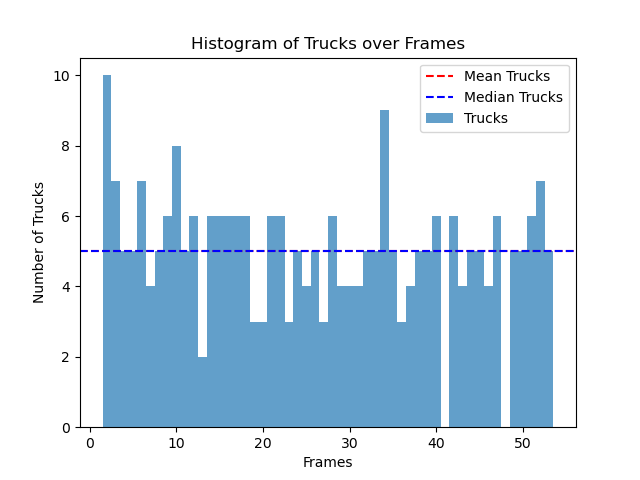 Histogram of Trucks over Frames
Mean Trucks
Median Trucks
Trucks
Number of Trucks
10
8
6
4
2
0
0 10 20 30 40 50
Frames